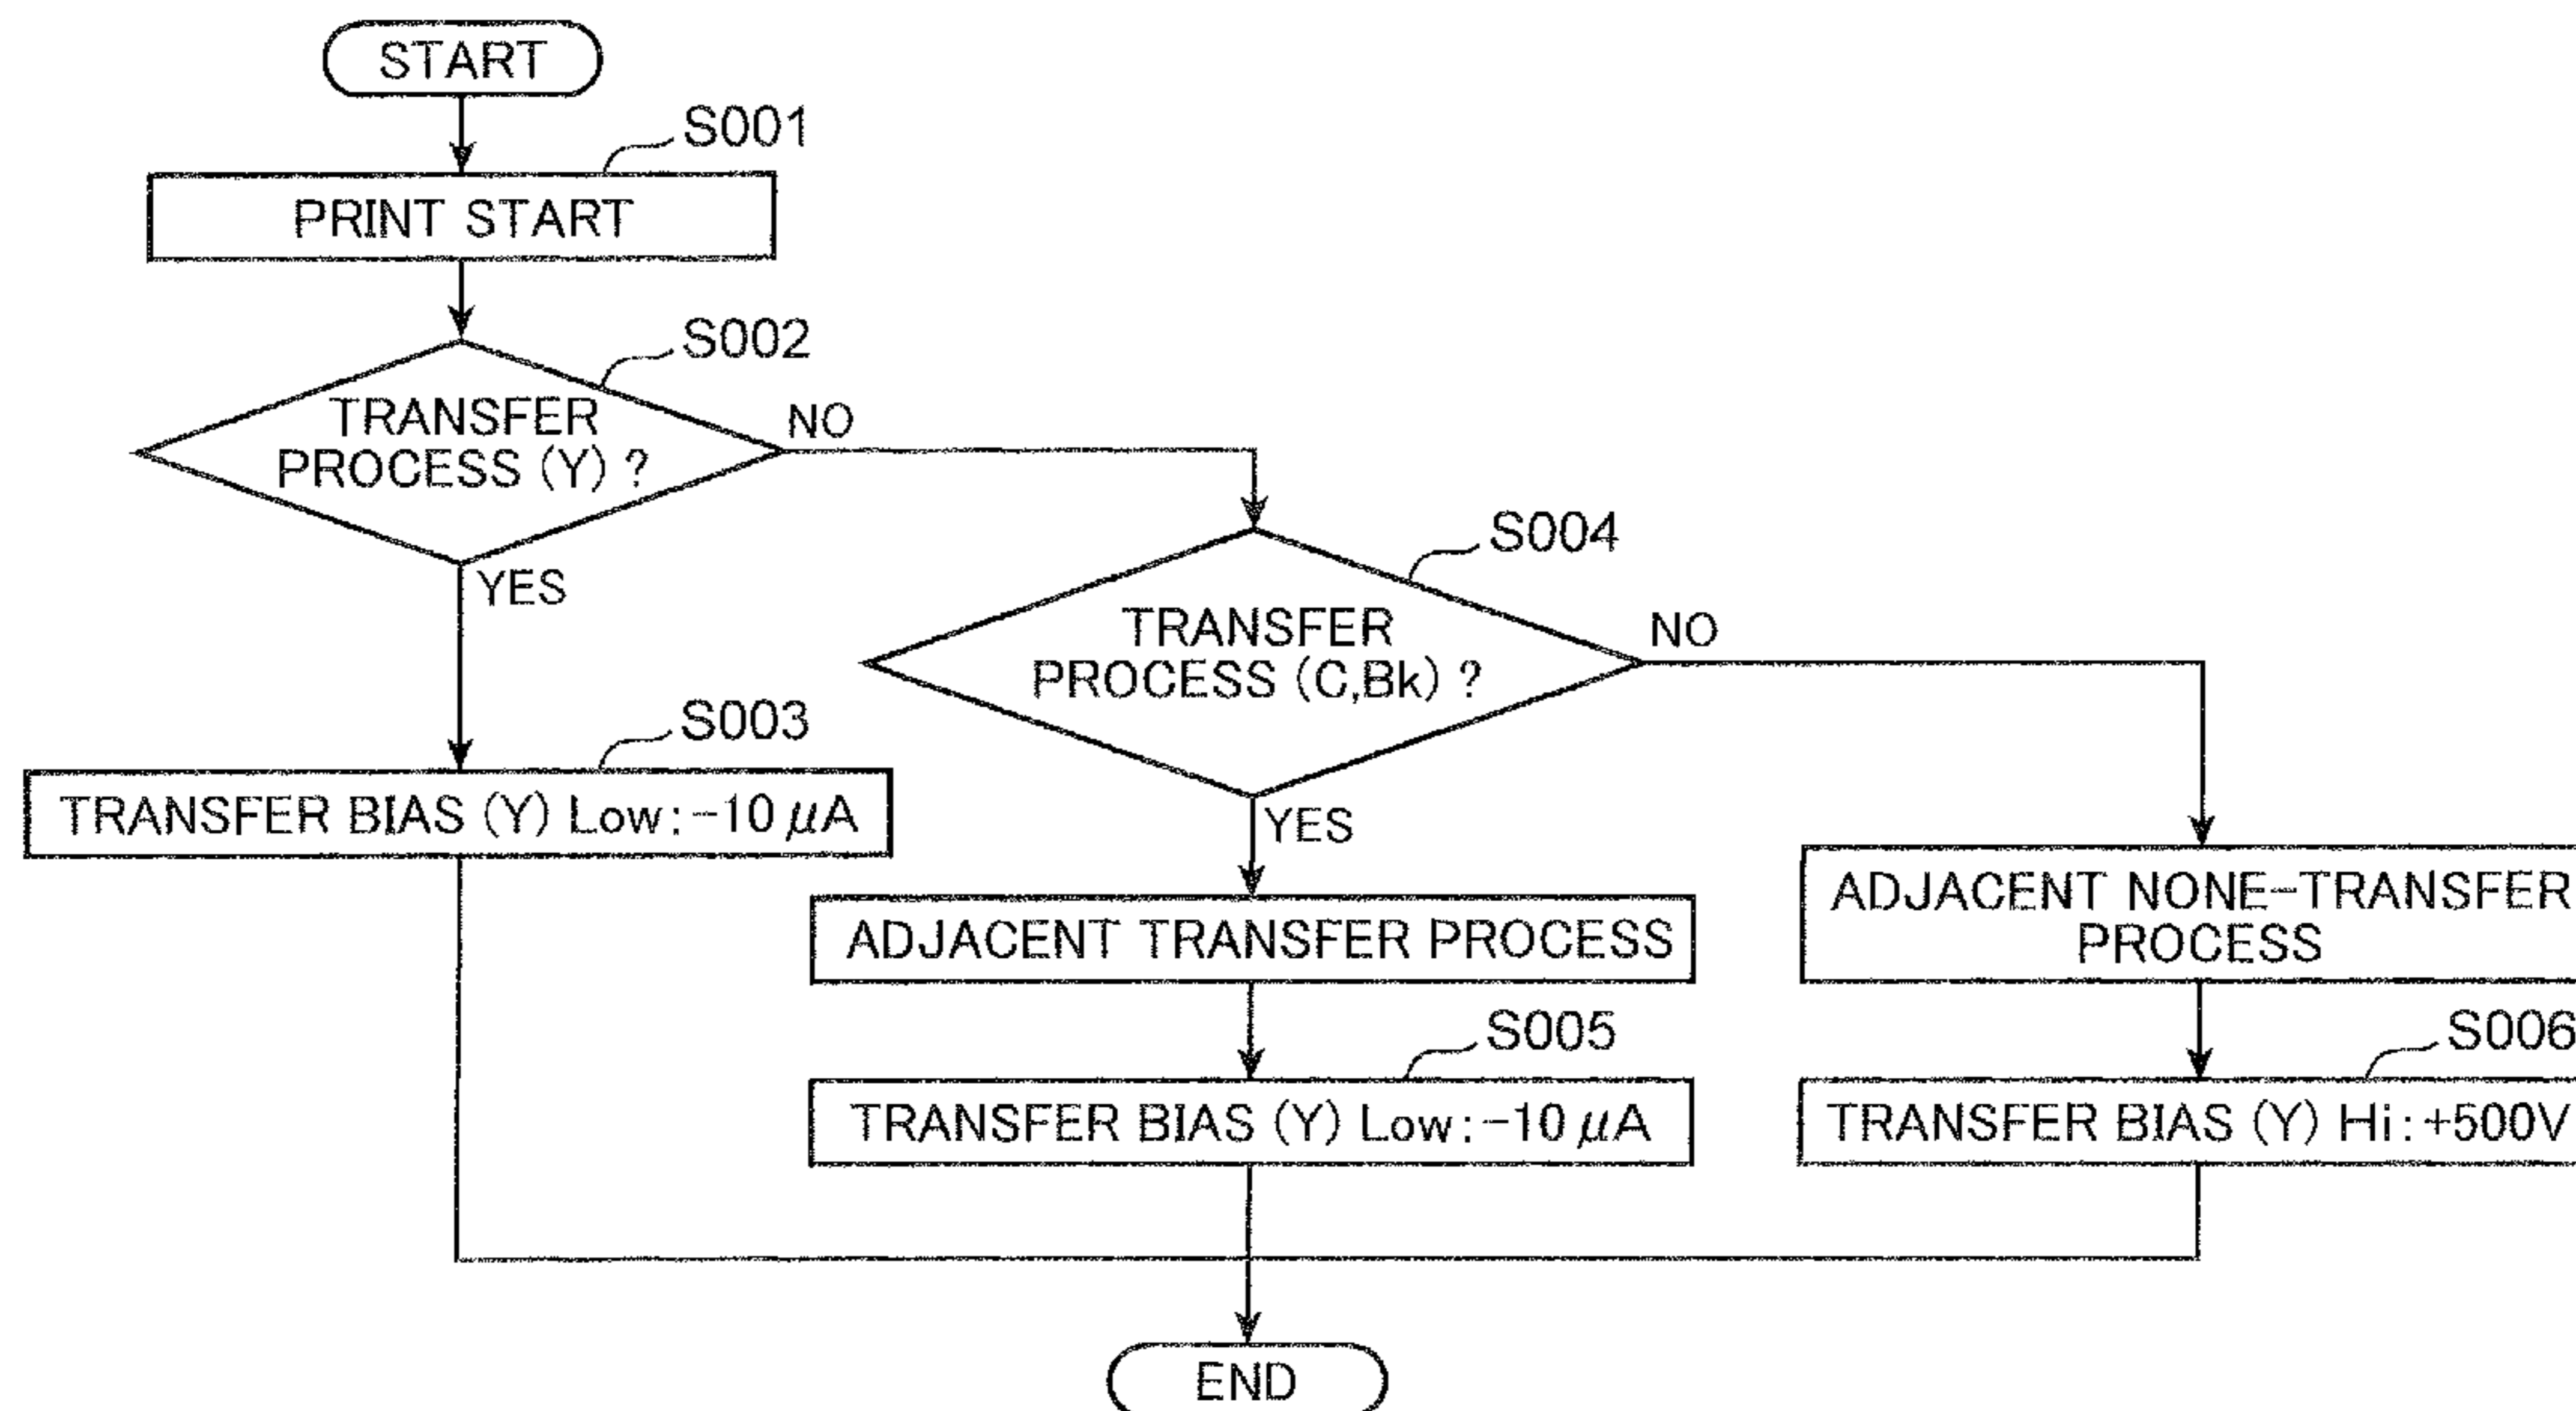 START
S001
PRINT START
S002
TRANSFER
PROCESS (Y) ?
NO
YES
S004
TRANSFER
PROCESS (C,Bk) ?
NO
YES
S003
TRANSFER BIAS (Y) Low:-10 μA
ADJACENT TRANSFER PROCESS
ADJACENT NONE-TRANSFER
PROCESS
S005
TRANSFER BIAS (Y) Low:-10 μA
S006
TRANSFER BIAS (Y) Hi:+500V
END